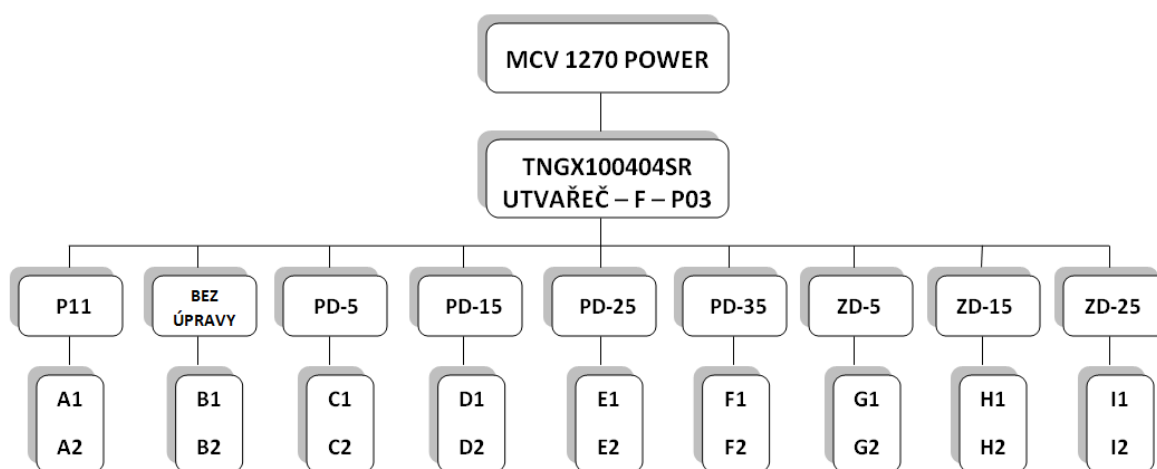 MCV 1270 POWER
TNGX100404SR
UTVAŘEČ – F – P03
P11
BEZ
ÚPRAVY
PD-5
PD-15
PD-25
PD-35
ZD-5
ZD-15
ZD-25
A1
A2
B1
B2
C1
C2
D1
D2
E1
E2
F1
F2
G1
G2
H1
H2
I1
I2